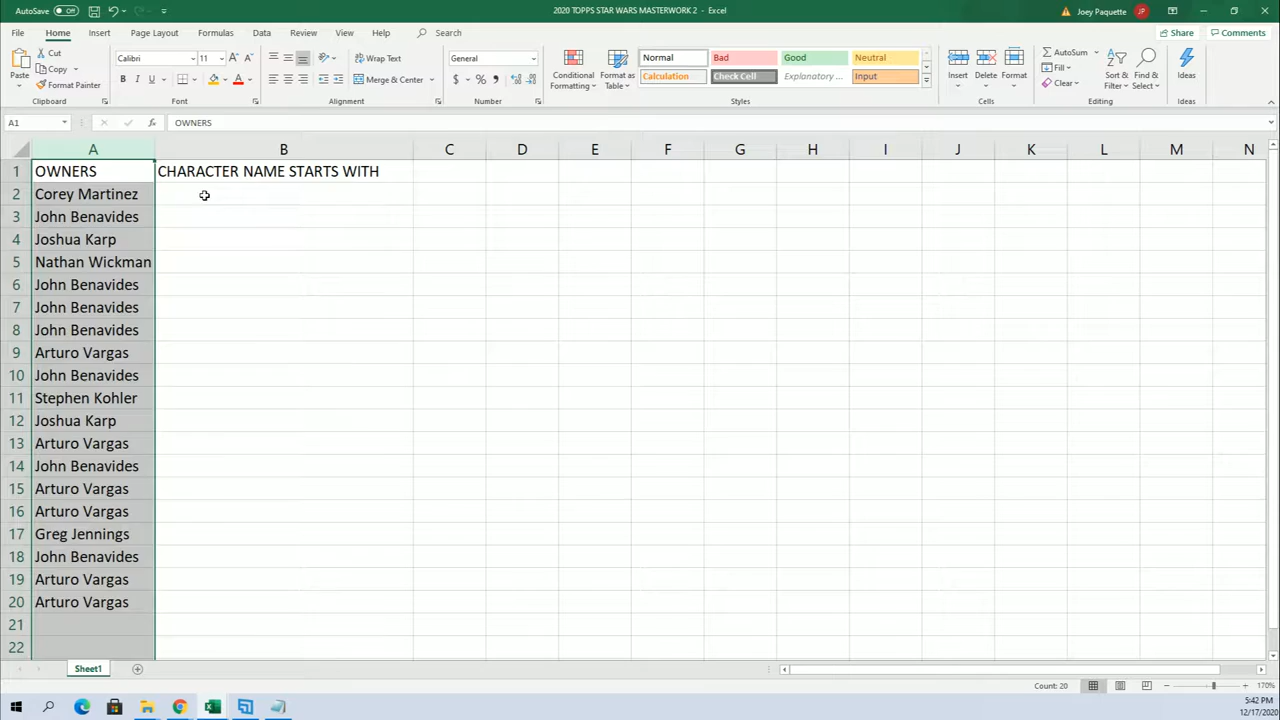 AutoSave Off 2020 TOPPS STAR WARS MASTERWORK 2 - Excel Joey Paquette JP
File Home Insert Page Layout Formulas Data Review View Help Search Share Comments
Paste Cut Copy Format Painter Clipboard
Calibri 11 B I U A A Font
Wrap Text Merge & Center Alignment
General $ % , Number
Conditional Formatting Format as Table
Normal Bad Good Neutral
Calculation Check Cell Explanatory ... Input
Styles
Insert Delete Format Cells
AutoSum Fill Clear Sort & Filter Find & Select Editing
Ideas Ideas
A1 fx OWNERS
A B C D E F G H I J K L M N
1 OWNERS CHARACTER NAME STARTS WITH
2 Corey Martinez
3 John Benavides
4 Joshua Karp
5 Nathan Wickman
6 John Benavides
7 John Benavides
8 John Benavides
9 Arturo Vargas
10 John Benavides
11 Stephen Kohler
12 Joshua Karp
13 Arturo Vargas
14 John Benavides
15 Arturo Vargas
16 Arturo Vargas
17 Greg Jennings
18 John Benavides
19 Arturo Vargas
20 Arturo Vargas
21
22
Sheet1
Count: 20 170%
5:42 PM
12/17/2020